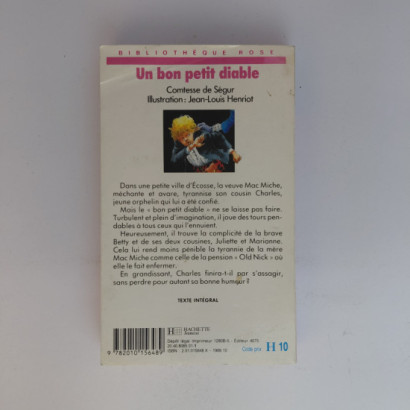 BIBLIOTHÈQUE ROSE
Un bon petit diable
Comtesse de Ségur
Illustration : Jean-Louis Henriot
Dans une petite ville d'Écosse, la veuve Mac Miche,
méchante et avare, tyrannise son cousin Charles,
jeune orphelin qui lui a été confié.
Mais le « bon petit diable » ne se laisse pas faire.
Turbulent et plein d'imagination, il joue des tours pen-
dables à tous ceux qui l'ennuient.
Heureusement, il trouve la complicité de la brave
Betty et de ses deux cousines, Juliette et Marianne.
Cela lui rend moins pénible la tyrannie de la mère
Mac Miche comme celle de la pension « Old Nick » où
elle le fait enfermer.
En grandissant, Charles finira-t-il par s'assagir,
sans perdre pour autant sa bonne humeur ?
TEXTE INTÉGRAL
HACHETTE
Jeunesse
9 782010 156489
Code prix H 10